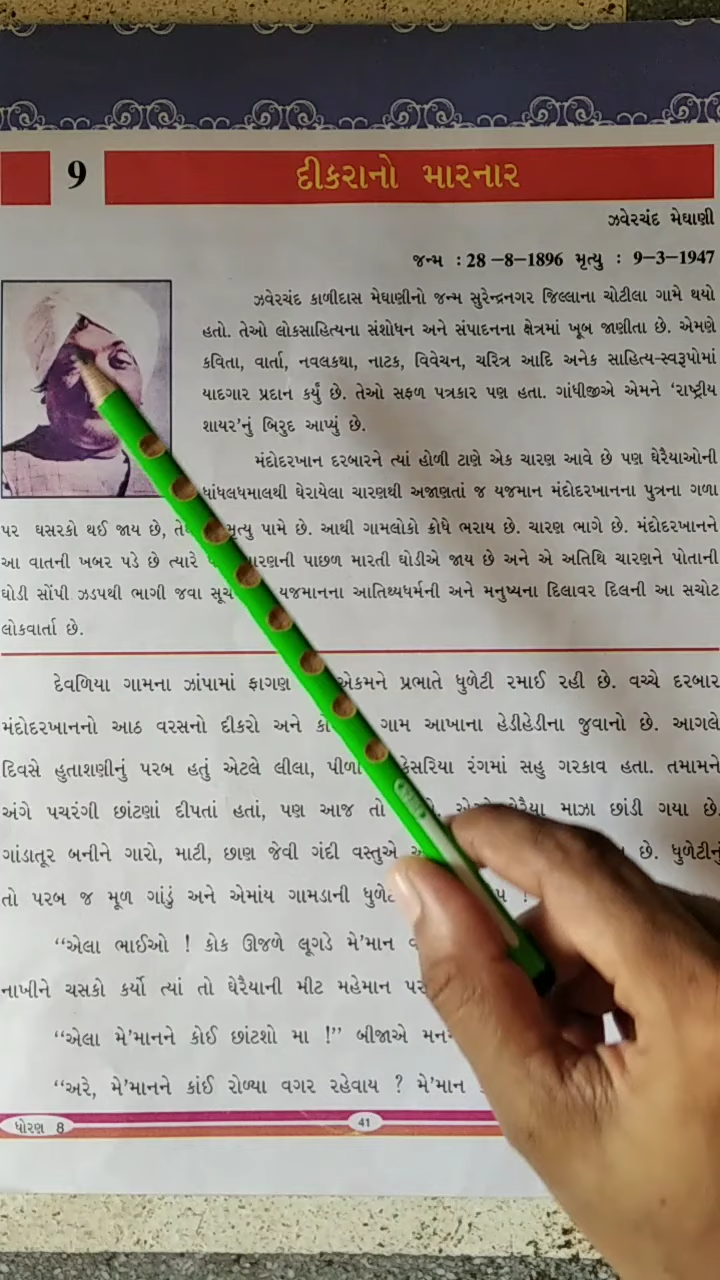 9
દીકરાનો મારનાર
ઝવેરચંદ મેઘાણી
જન્મ : 28 –8–1896 મૃત્યુ : 9–3–1947
ઝવેરચંદ કાળીદાસ મેઘાણીનો જન્મ સુરેન્દ્રનગર જિલ્લાના ચોટીલા ગામે થયો
હતો. તેઓ લોકસાહિત્યના સંશોધન અને સંપાદનના ક્ષેત્રમાં ખૂબ જાણીતા છે. એમણે
કવિતા, વાર્તા, નવલકથા, નાટક, વિવેચન, ચરિત્ર આદિ અનેક સાહિત્ય-સ્વરૂપોમાં
યાદગાર પ્રદાન કર્યું છે. તેઓ સફળ પત્રકાર પણ હતા. ગાંધીજીએ એમને ‘રાષ્ટ્રીય
શાયર’નું બિરુદ આપ્યું છે.
મંદોદરખાન દરબારને ત્યાં હોળી ટાણે એક ચારણ આવે છે પણ ઘેરૈયાઓની
ધાંધલધમાલથી ઘેરાયેલા ચારણથી અજાણતાં જ યજમાન મંદોદરખાનના પુત્રના ગળા
પર ઘસરકો થઈ જાય છે, મૃત્યુ પામે છે. આથી ગામલોકો ક્રોધે ભરાય છે. ચારણ ભાગે છે. મંદોદરખાનને
આ વાતની ખબર પડે છે ત્યારે ચારણની પાછળ મારતી ઘોડીએ જાય છે અને એ અતિથિ ચારણને પોતાની
ઘોડી સોંપી ઝડપથી ભાગી જવા યજમાનના આતિથ્યધર્મની અને મનુષ્યના દિલાવર દિલની આ સચોટ
લોકવાર્તા છે.
દેવળિયા ગામના ઝાંપામાં ફાગણ એકમને પ્રભાતે ધુળેટી રમાઈ રહી છે. વચ્ચે દરબાર
મંદોદરખાનનો આઠ વરસનો દીકરો અને ગામ આખાના હેડીહેડીના જુવાનો છે. આગલે
દિવસે હુતાશણીનું પરબ હતું એટલે લીલા, પીળા કેસરિયા રંગમાં સહુ ગરકાવ હતા. તમામને
અંગે પચરંગી છાંટણાં દીપતાં હતાં, પણ આજ તો ઘેરૈયા માઝા છાંડી ગયા છે.
ગાંડાતૂર બનીને ગારો, માટી, છાણ જેવી ગંદી વસ્તુએ છે. ધુળેટીનું
તો પરબ જ મૂળ ગાંડું અને એમાંય ગામડાની !
“એલા ભાઈઓ ! કોક ઊજળે લૂગડે મે’માન
નાખીને ચસકો કર્યો ત્યાં તો ઘેરૈયાની મીટ મહેમાન પર
“એલા મે’માનને કોઈ છાંટશો મા !” બીજાએ
“અરે, મે’માનને કાંઈ રોળ્યા વગર રહેવાય ? મે’માન
ધોરણ 8
41